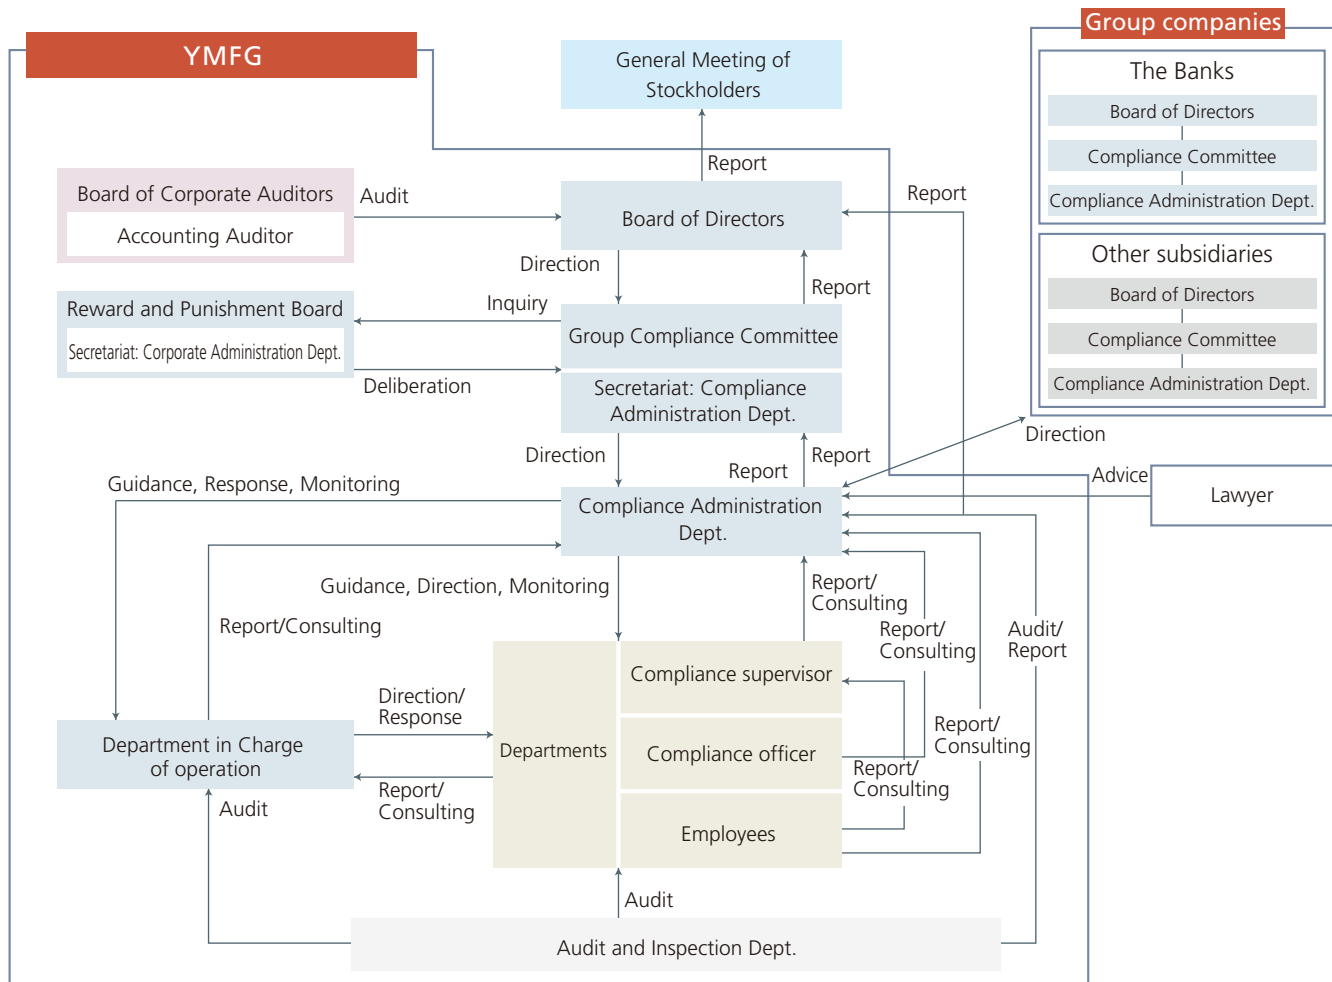 YMFG
Group companies
General Meeting of
Stockholders
The Banks
Board of Directors
Compliance Committee
Compliance Administration Dept.
Other subsidiaries
Board of Directors
Compliance Committee
Compliance Administration Dept.
Report
Report
Board of Corporate Auditors
Accounting Auditor
Audit
Board of Directors
Direction
Report
Reward and Punishment Board
Secretariat: Corporate Administration Dept.
Inquiry
Deliberation
Group Compliance Committee
Secretariat: Compliance
Administration Dept.
Direction
Report
Report
Direction
Advice
Lawyer
Guidance, Response, Monitoring
Compliance Administration
Dept.
Guidance, Direction, Monitoring
Report/
Consulting
Report/Consulting
Report/
Consulting
Audit/
Report
Direction/
Response
Departments
Compliance supervisor
Compliance officer
Employees
Report/
Consulting
Report/
Consulting
Department in Charge
of operation
Report/
Consulting
Audit
Audit
Audit and Inspection Dept.